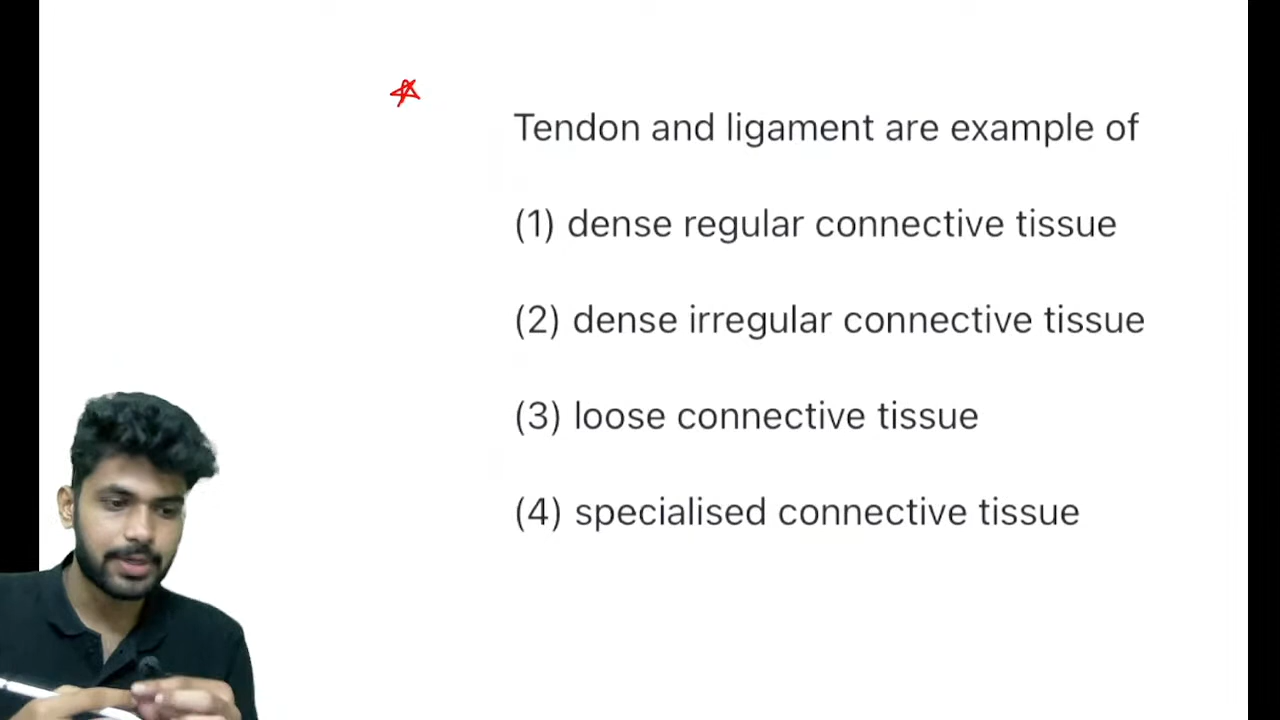 Tendon and ligament are example of
(1) dense regular connective tissue
(2) dense irregular connective tissue
(3) loose connective tissue
(4) specialised connective tissue